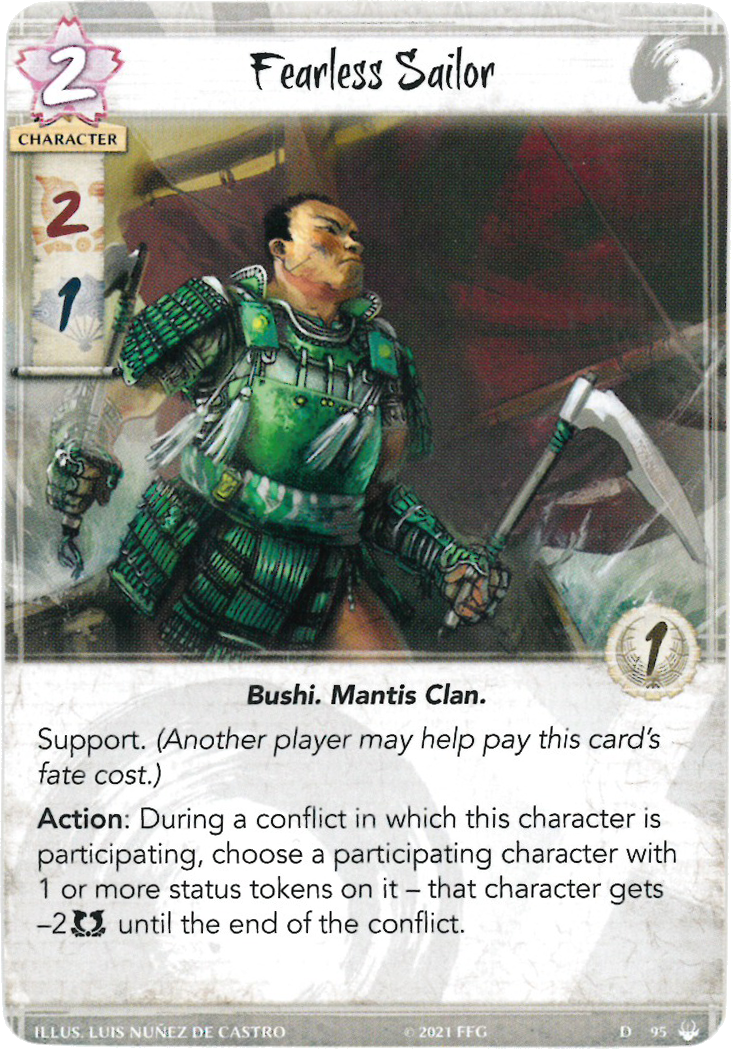 2
Fearless Sailor
CHARACTER
2
1
1
Bushi. Mantis Clan.
Support. (Another player may help pay this card's
fate cost.)
Action: During a conflict in which this character is
participating, choose a participating character with
1 or more status tokens on it – that character gets
–2 until the end of the conflict.
ILLUS. LUIS NUÑEZ DE CASTRO
© 2021 FFG
D 95